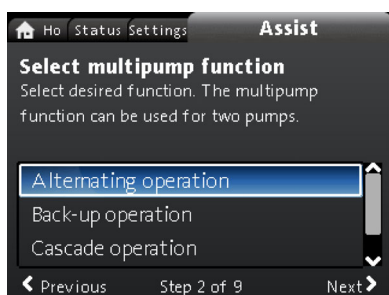 Ho Status Settings Assist
Select multipump function
Select desired function. The multipump
function can be used for two pumps.
Alternating operation
Back-up operation
Cascade operation
Previous Step 2 of 9 Next